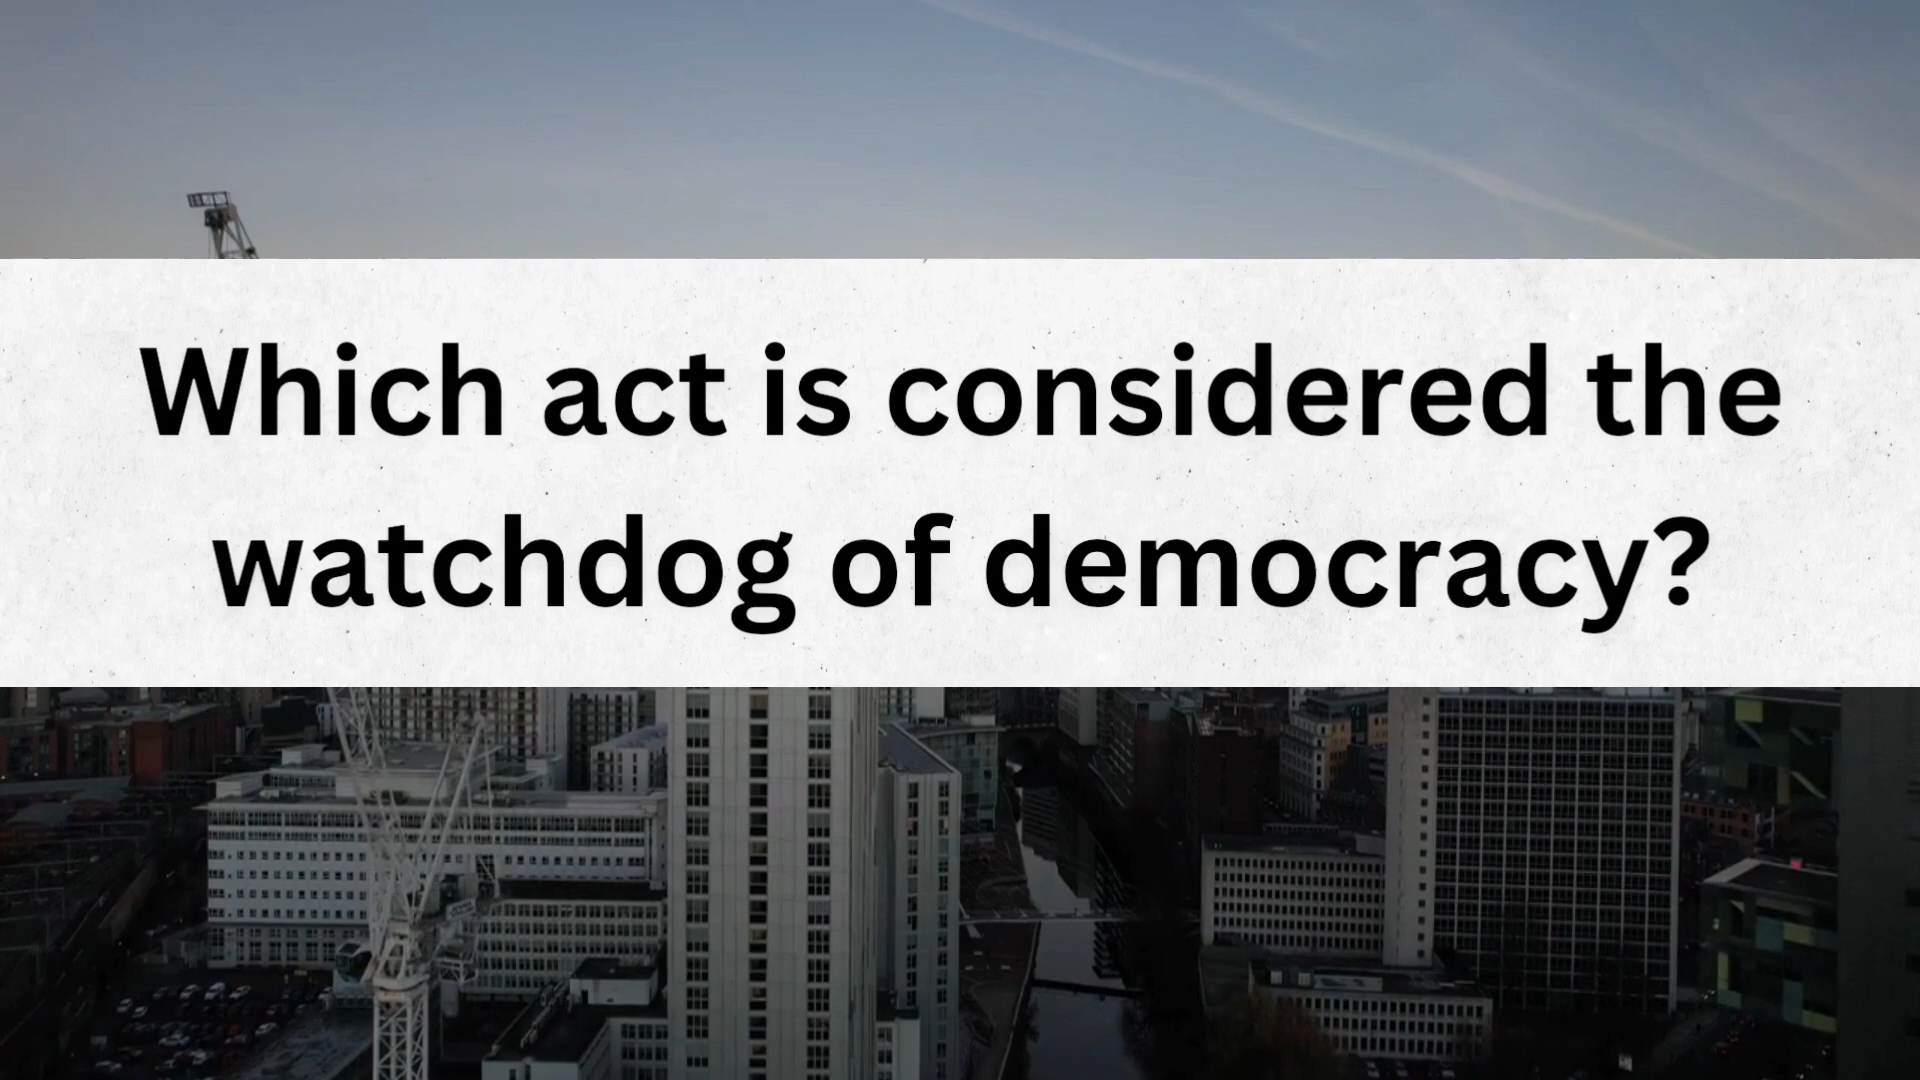 Which act is considered the
watchdog of democracy?